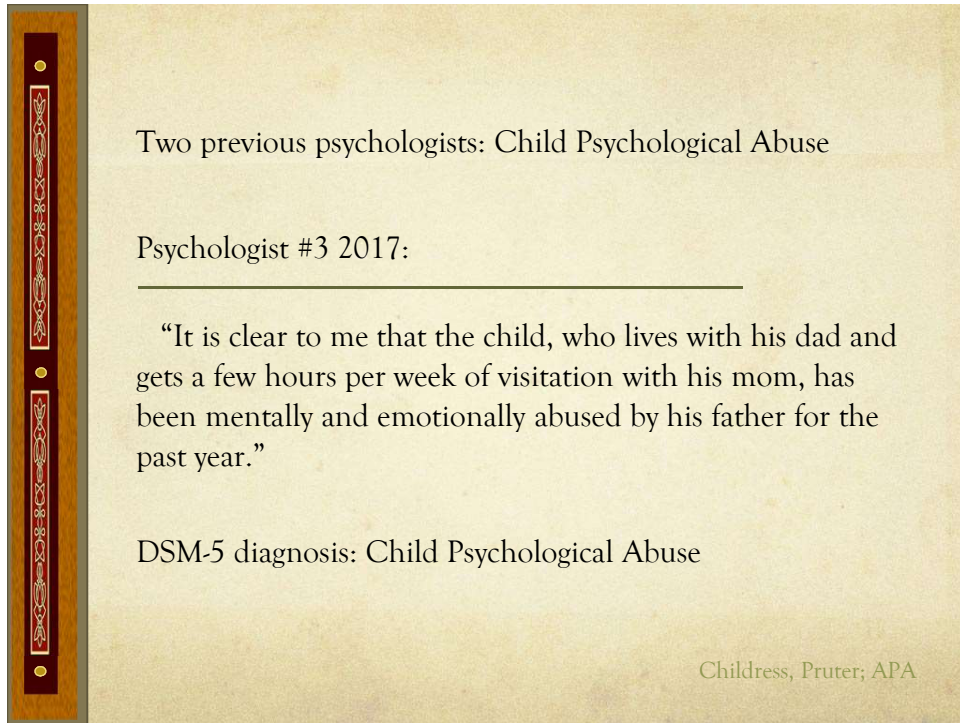 Two previous psychologists: Child Psychological Abuse
Psychologist #3 2017:
“It is clear to me that the child, who lives with his dad and
gets a few hours per week of visitation with his mom, has
been mentally and emotionally abused by his father for the
past year.”
DSM-5 diagnosis: Child Psychological Abuse
Childress, Pruter; APA